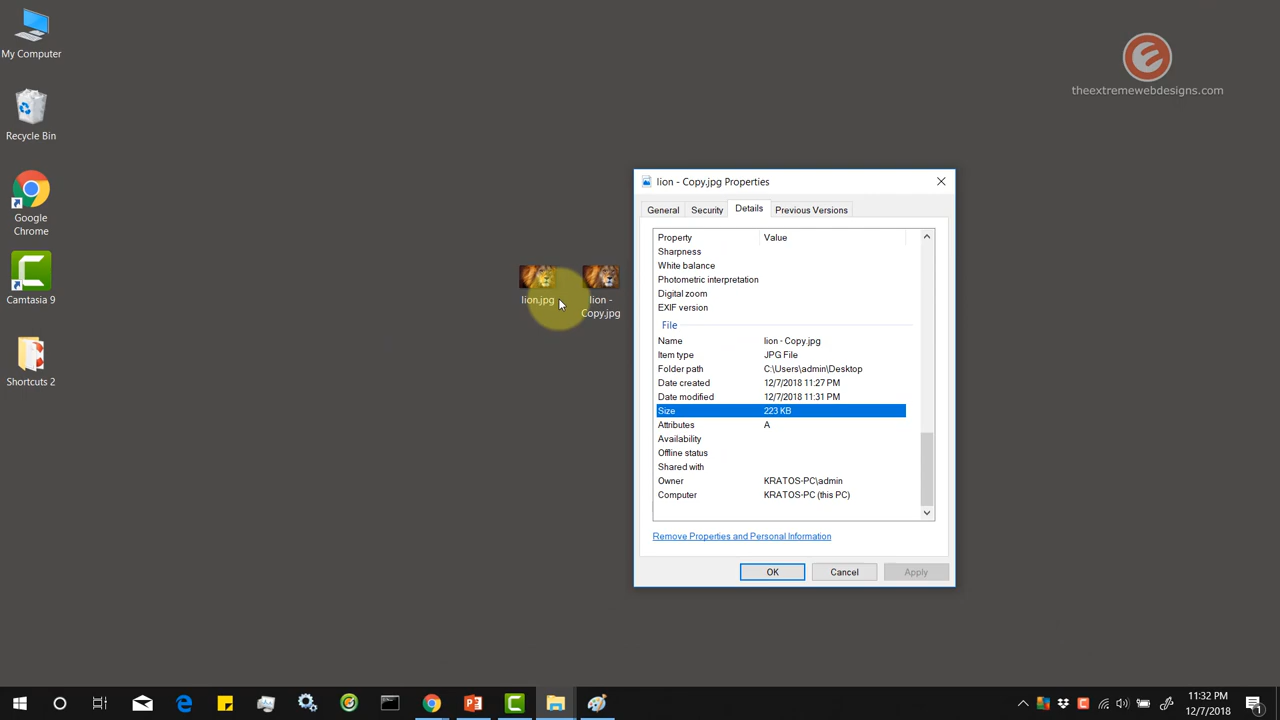 My Computer
Recycle Bin
Google
Chrome
Camtasia 9
Shortcuts 2
theextremewebdesigns.com
lion.jpg
lion -
Copy.jpg
lion - Copy.jpg Properties
General Security Details Previous Versions
Property Value
Sharpness
White balance
Photometric interpretation
Digital zoom
EXIF version
File
Name lion - Copy.jpg
Item type JPG File
Folder path C:\Users\admin\Desktop
Date created 12/7/2018 11:27 PM
Date modified 12/7/2018 11:31 PM
Size 223 KB
Attributes A
Availability
Offline status
Shared with
Owner KRATOS-PC\admin
Computer KRATOS-PC (this PC)
Remove Properties and Personal Information
OK Cancel Apply
11:32 PM
12/7/2018